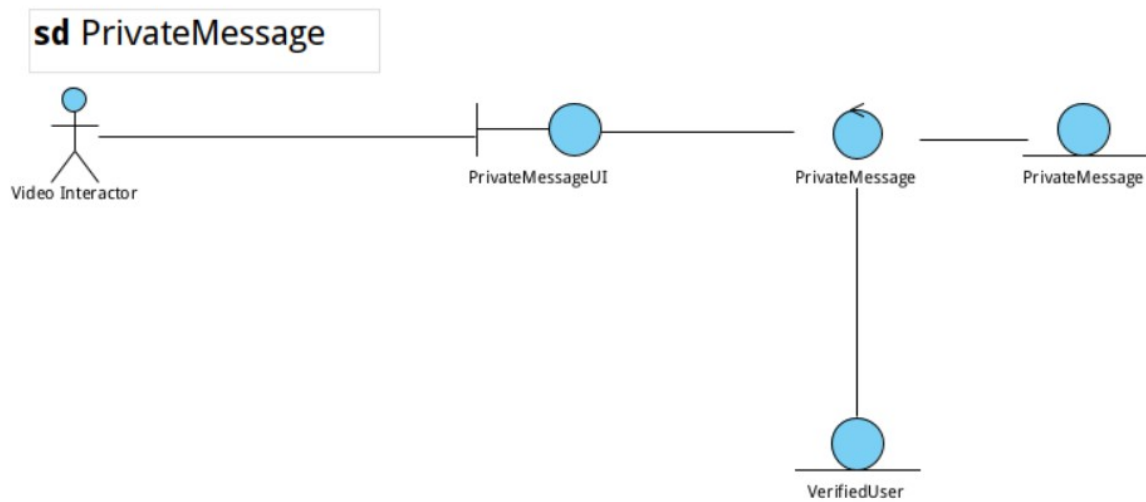 sd PrivateMessage
Video Interactor
PrivateMessageUI
PrivateMessage
PrivateMessage
VerifiedUser